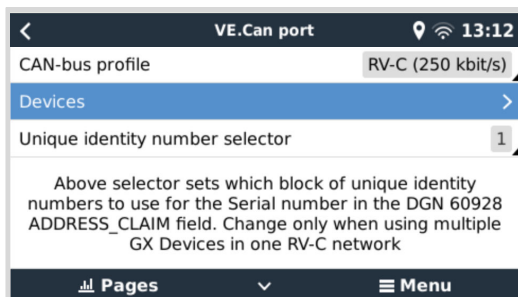 VE.Can port
13:12
CAN-bus profile
RV-C (250 kbit/s)
Devices
Unique identity number selector
1
Above selector sets which block of unique identity
numbers to use for the Serial number in the DGN 60928
ADDRESS_CLAIM field. Change only when using multiple
GX Devices in one RV-C network
Pages
Menu